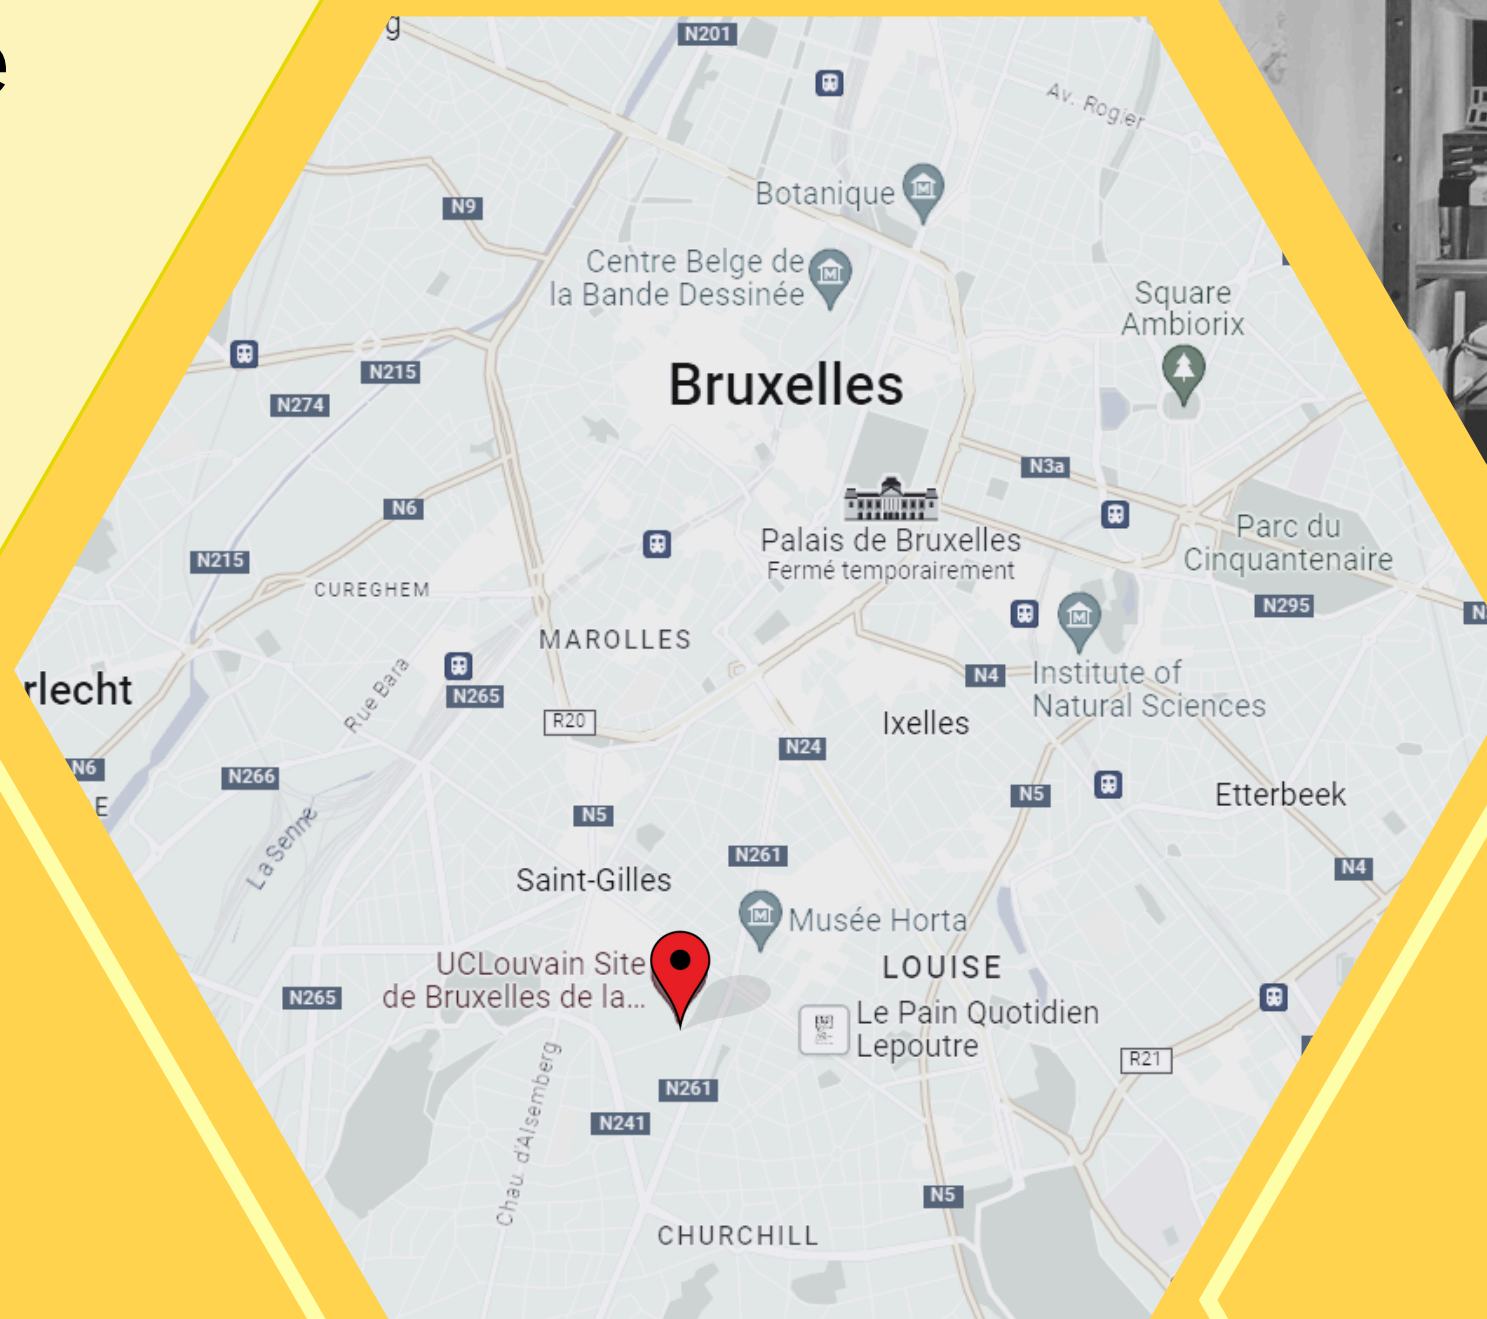 e
g
N201
Av. Rogier
Botanique
N9
Centre Belge de
la Bande Dessinée
Square
Ambiorix
Bruxelles
N215
N274
N3a
N6
Parc du
Cinquantenaire
Palais de Bruxelles
Fermé temporairement
N215
CUREGHEM
N295
N
MAROLLES
rlecht
Rue Bara
N265
N4
Institute of
Natural Sciences
R20
Ixelles
N24
N6
N266
E
N5
N5
Etterbeek
La Senne
N261
N4
Saint-Gilles
Musée Horta
UCLouvain Site
de Bruxelles de la...
LOUISE
N265
Le Pain Quotidien
Lepoutre
R21
Chau. d'Alsemberg
N261
N241
N5
CHURCHILL